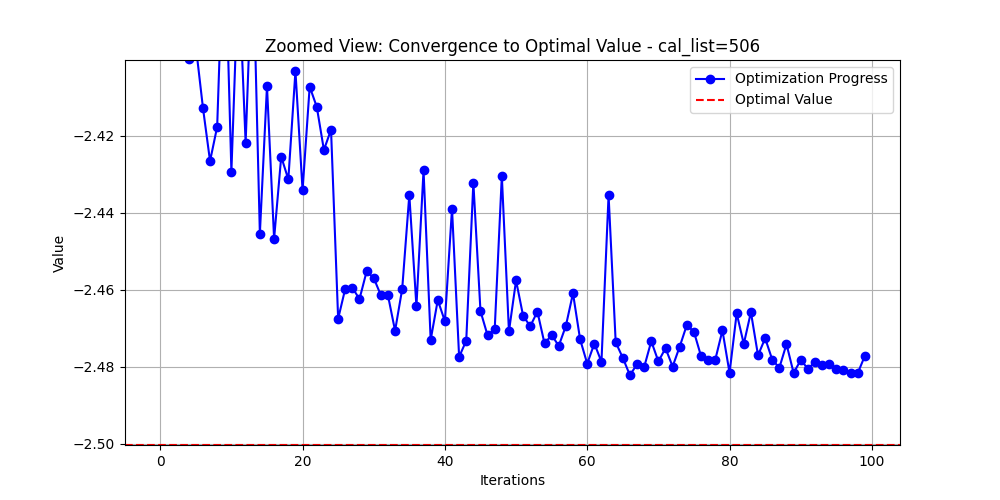 Zoomed View: Convergence to Optimal Value - cal_list=506
Optimization Progress
Optimal Value
−2.42
−2.44
−2.46
−2.48
−2.50
Value
0 20 40 60 80 100
Iterations